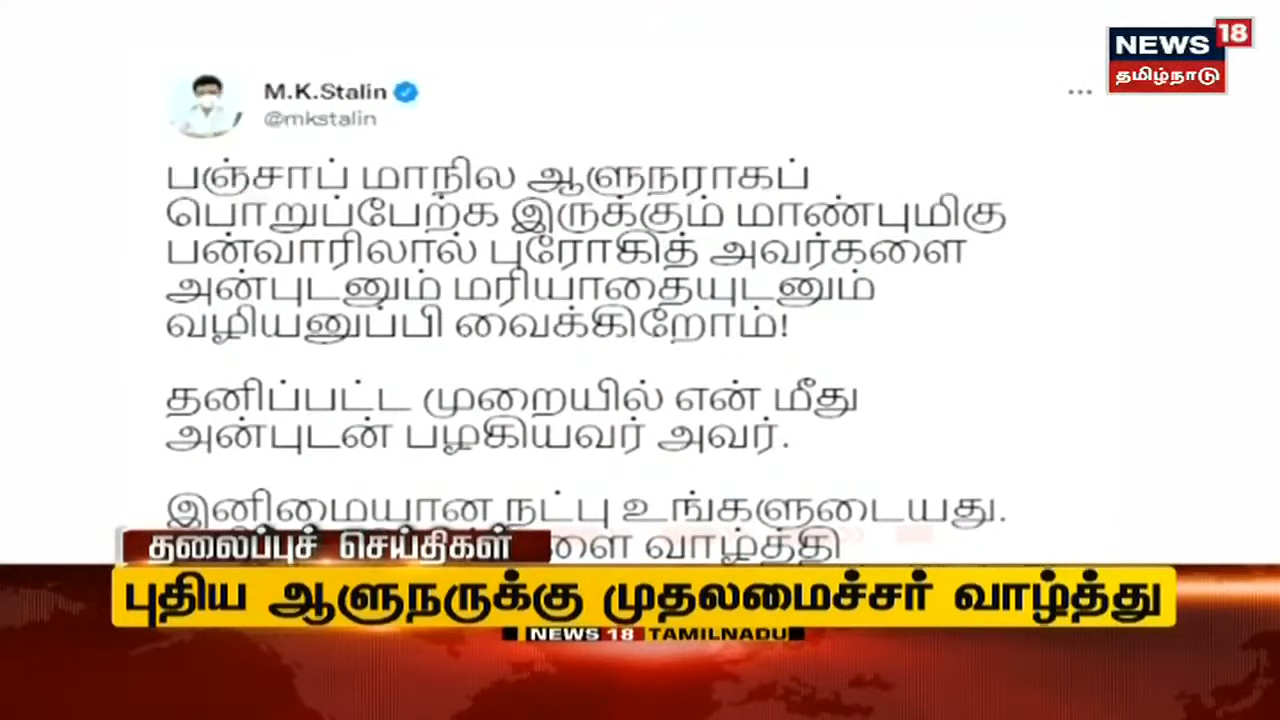 NEWS 18
தமிழ்நாடு
M.K.Stalin
@mkstalin
பஞ்சாப் மாநில ஆளுநராகப்
பொறுப்பேற்க இருக்கும் மாண்புமிகு
பன்வாரிலால் புரோகித் அவர்களை
அன்புடனும் மரியாதையுடனும்
வழியனுப்பி வைக்கிறோம்!
தனிப்பட்ட முறையில் என் மீது
அன்புடன் பழகியவர் அவர்.
இனிமையான நட்பு உங்களுடையது.
வாழ்த்தி
தலைப்புச் செய்திகள்
புதிய ஆளுநருக்கு முதலமைச்சர் வாழ்த்து
NEWS 18 TAMILNADU